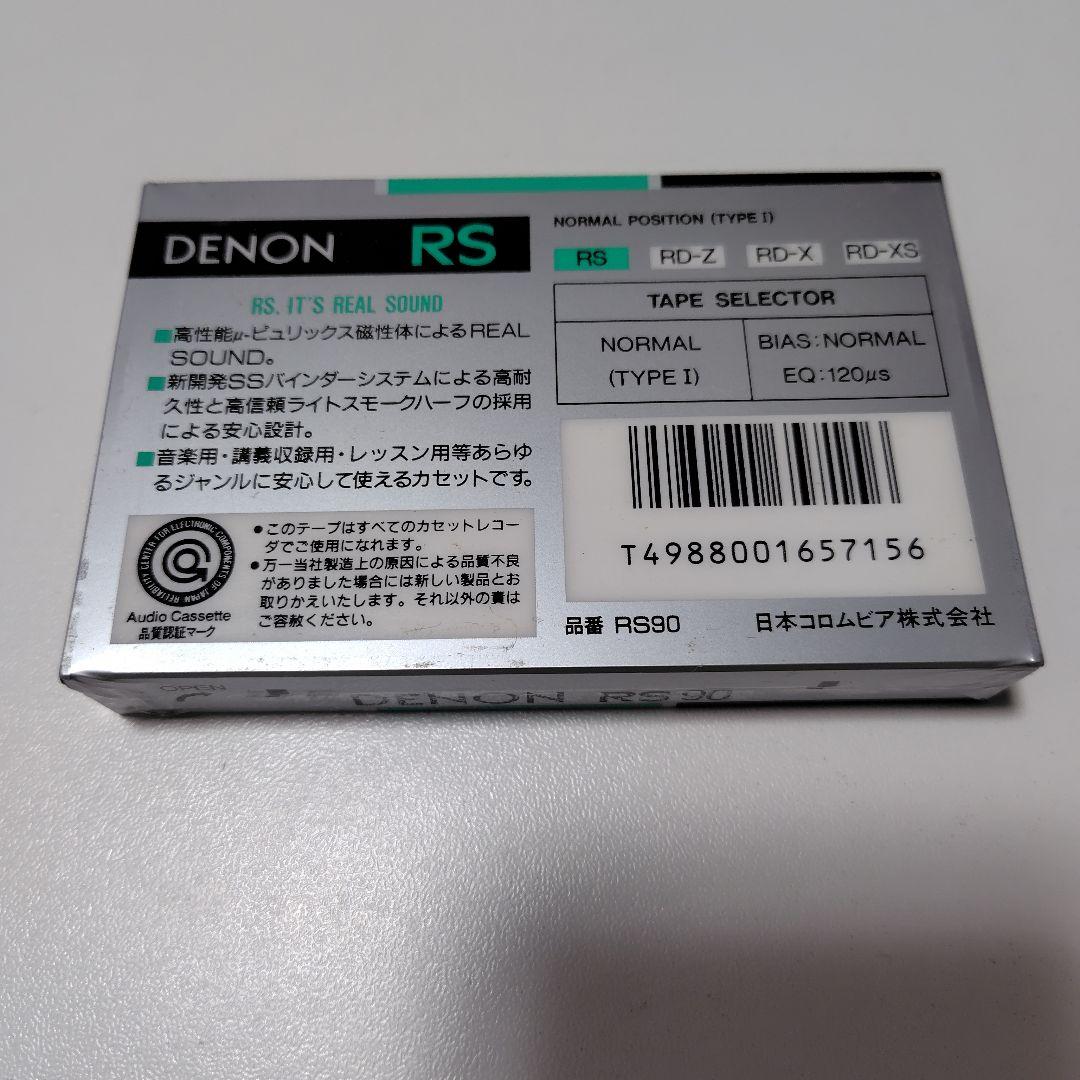 DENON RS
RS, IT'S REAL SOUND
■高性能μ-ピュリックス磁性体によるREAL
SOUND。
■新開発SSバインダーシステムによる高耐
久性と高信頼ライトスモークハーフの採用
による安心設計。
■音楽用・講義収録用・レッスン用等あらゆ
るジャンルに安心して使えるカセットです。
RELIABILITY CENTER FOR ELECTRONIC COMPONENTS OF JAPAN
Audio Cassette
品質認証マーク
●このテープはすべてのカセットレコー
ダでご使用になれます。
●万一当社製造上の原因による品質不良
がありました場合には新しい製品とお
取りかえいたします。それ以外の責は
ご容赦ください。
NORMAL POSITION (TYPE I)
RS RD-Z RD-X RD-XS
TAPE SELECTOR
NORMAL
(TYPE I)
BIAS:NORMAL
EQ:120μs
T4988001657156
品番 RS90 日本コロムビア株式会社
OPEN
DENON RS 90